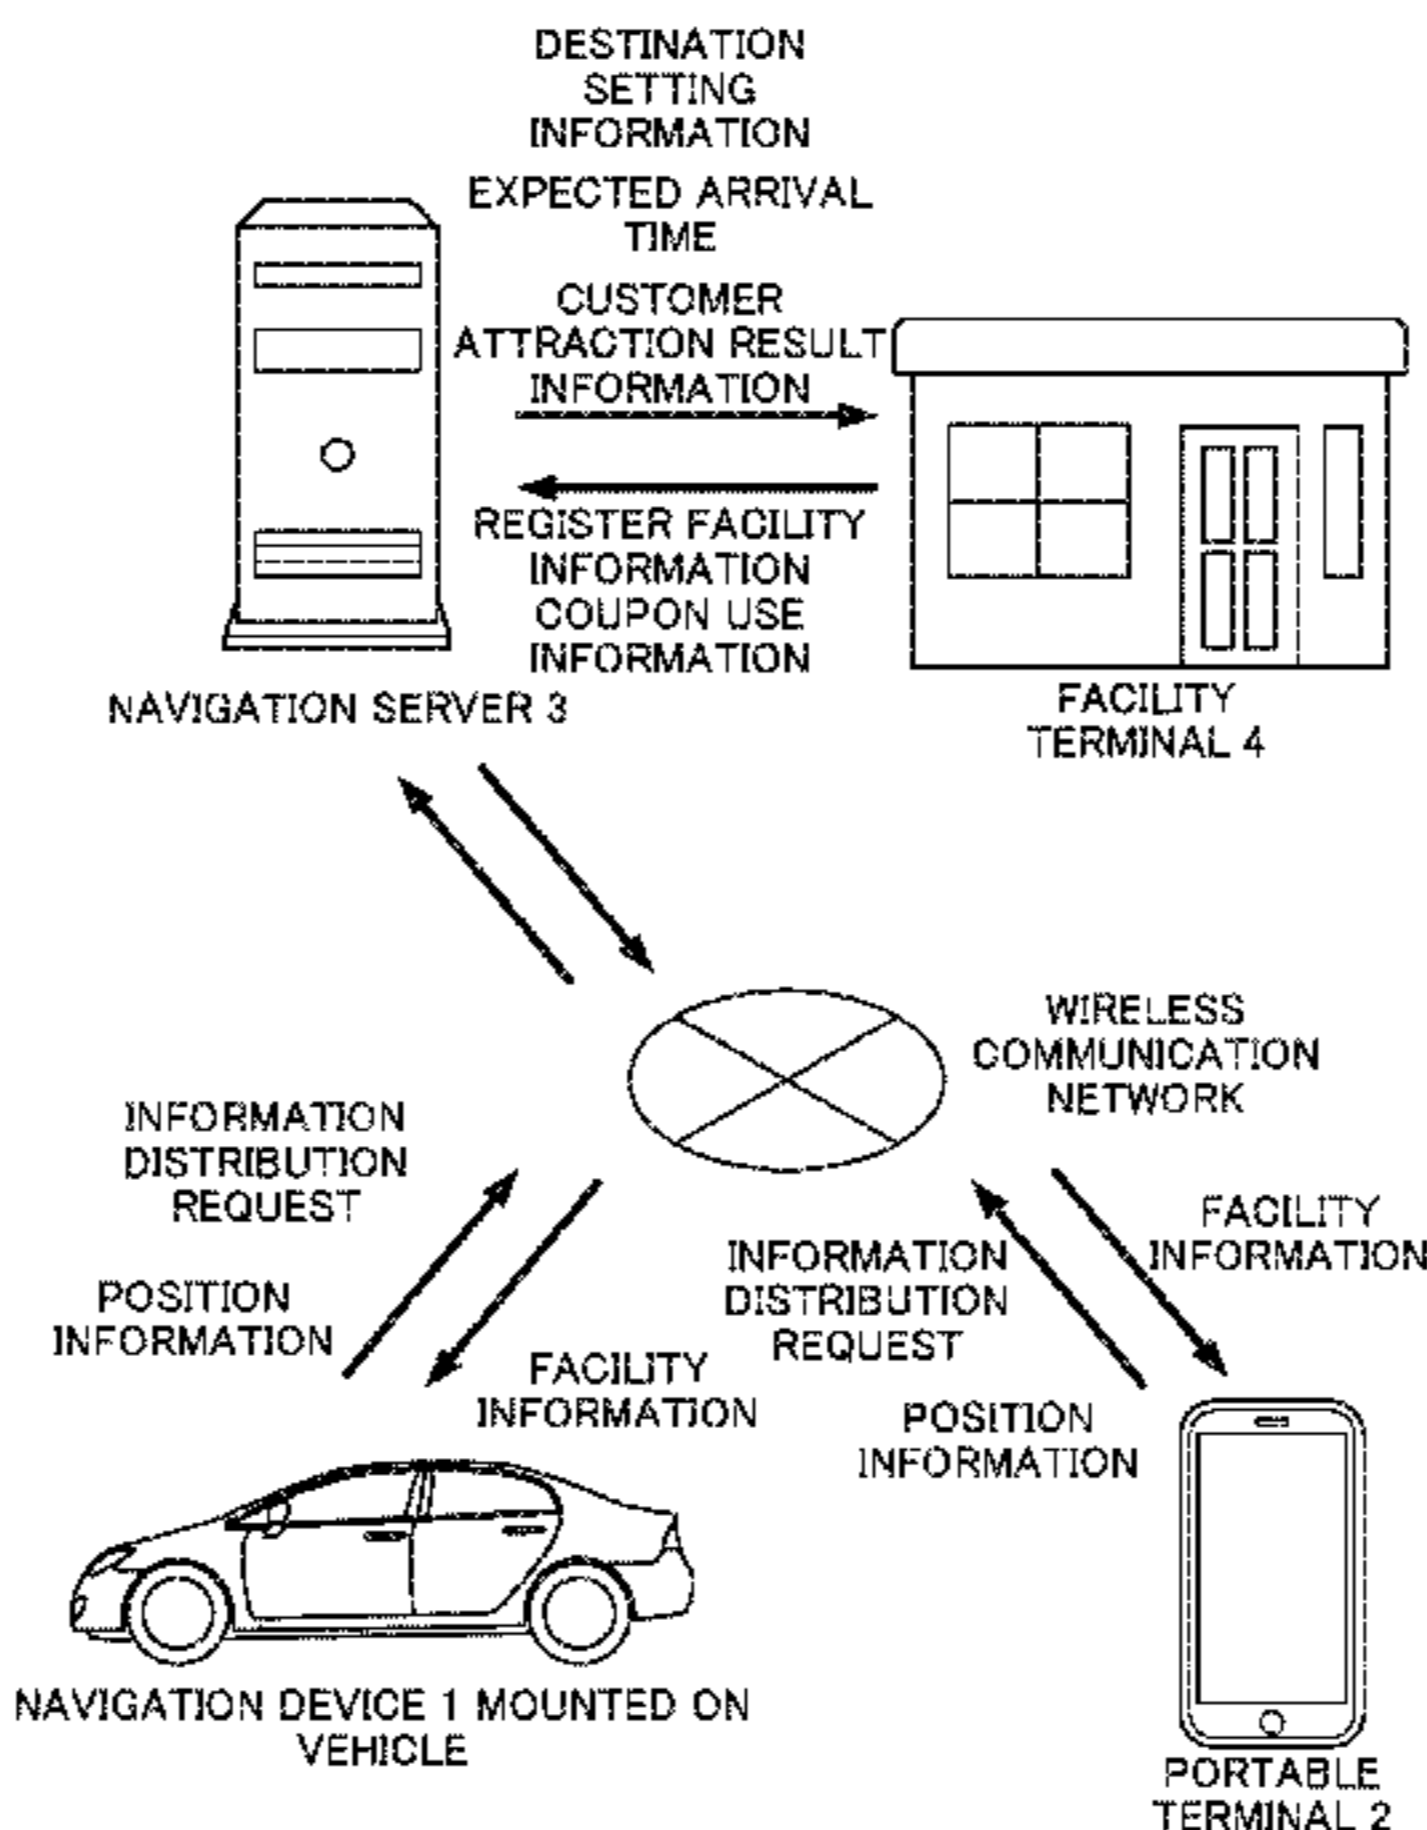 DESTINATION
SETTING
INFORMATION
EXPECTED ARRIVAL
TIME
CUSTOMER
ATTRACTION RESULT
INFORMATION
REGISTER FACILITY
INFORMATION
COUPON USE
INFORMATION
NAVIGATION SERVER 3
FACILITY
TERMINAL 4
WIRELESS
COMMUNICATION
NETWORK
INFORMATION
DISTRIBUTION
REQUEST
POSITION
INFORMATION
FACILITY
INFORMATION
INFORMATION
DISTRIBUTION
REQUEST
FACILITY
INFORMATION
POSITION
INFORMATION
NAVIGATION DEVICE 1 MOUNTED ON
VEHICLE
PORTABLE
TERMINAL 2